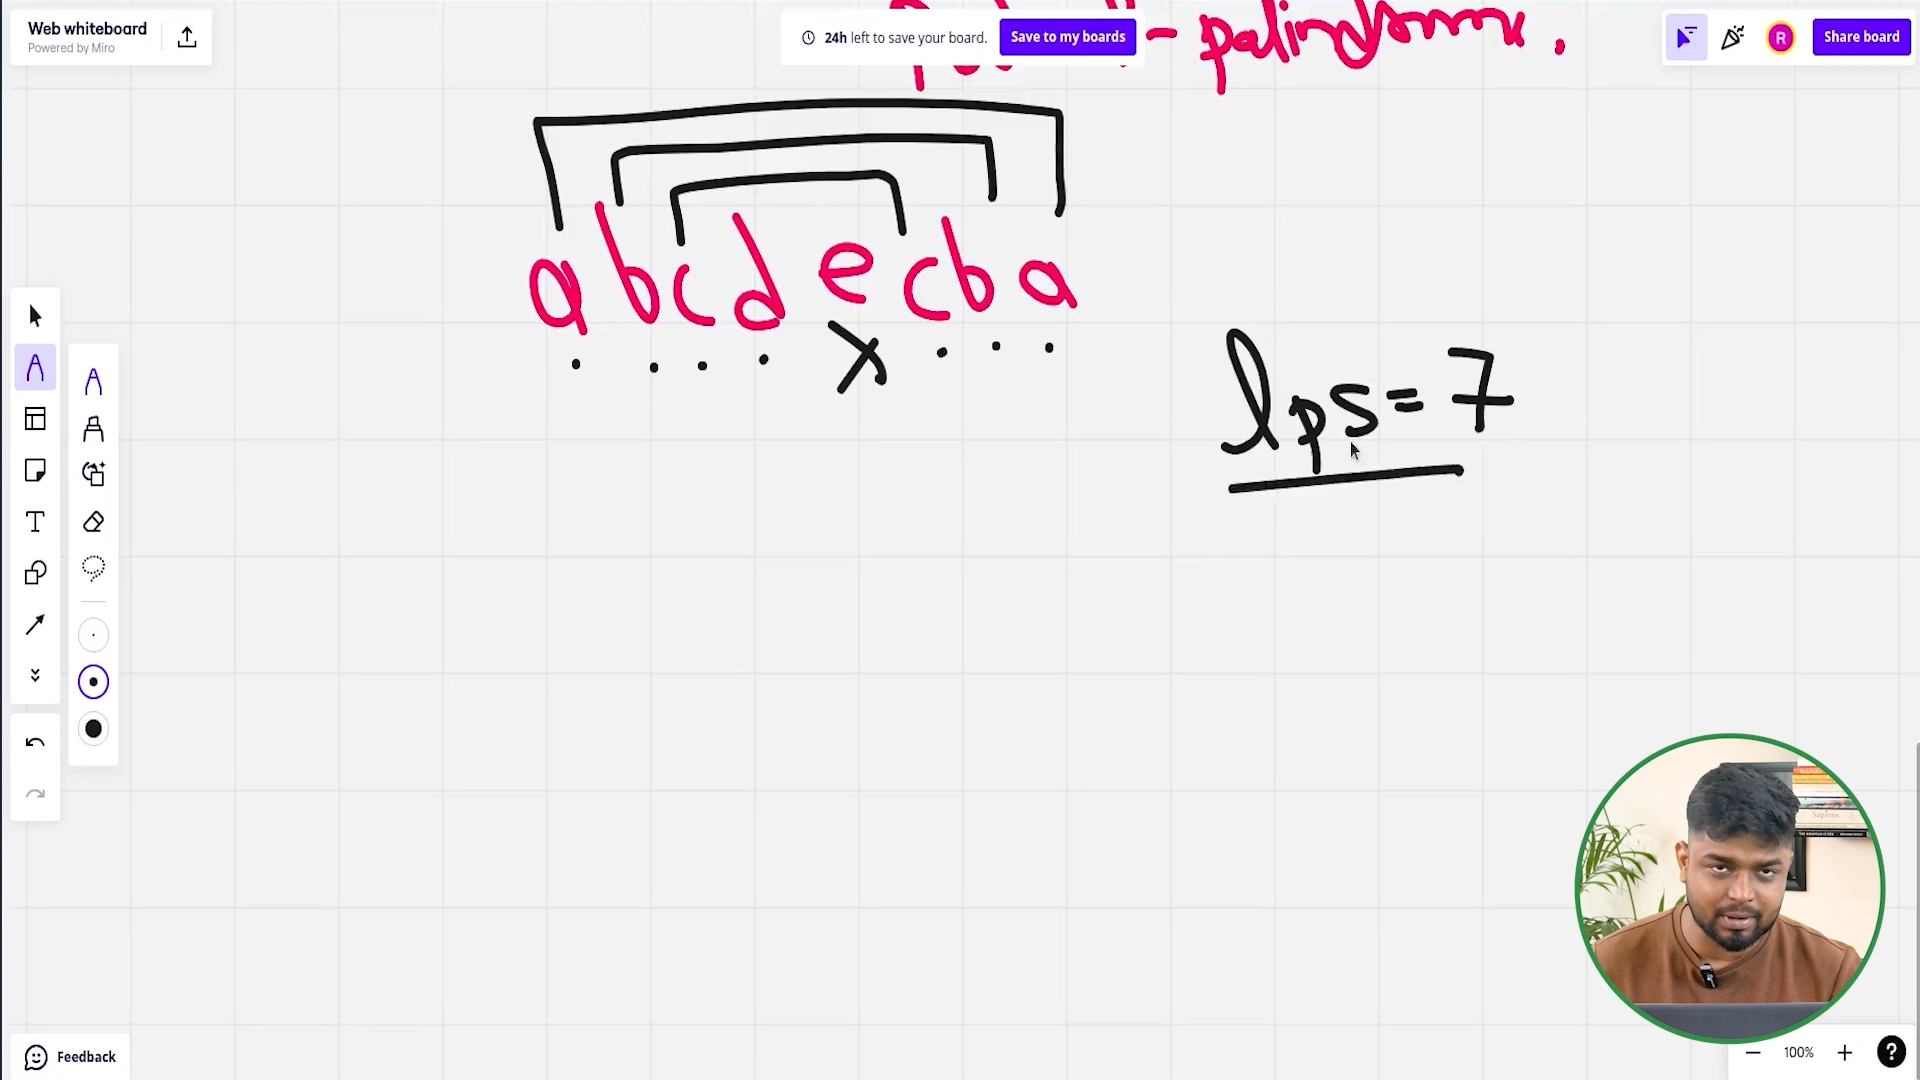 Web whiteboard
Powered by Miro
24h left to save your board.
Save to my boards
Share board
R
- palindrome.
a b c d e c b a
. . . . X . . .
lps = 7
T
Sapiens
Feedback
− 100% + ?